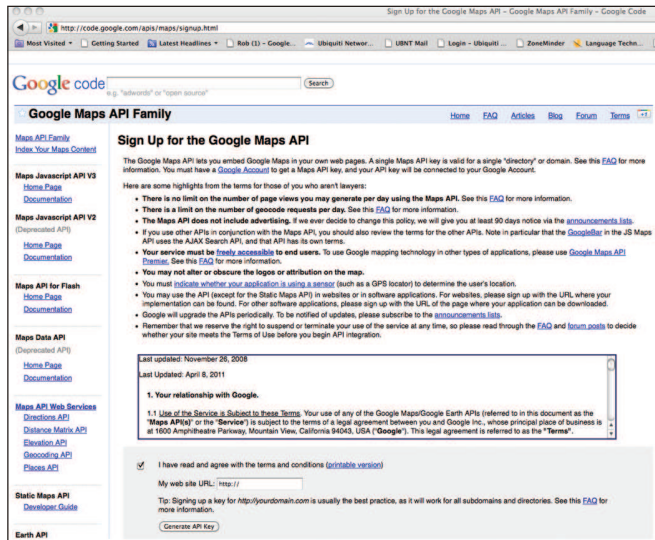 Sign Up for the Google Maps API – Google Maps API Family – Google Code
http://code.google.com/apis/maps/signup.html
Most Visited Getting Started Latest Headlines Rob (1) – Google... Ubiquiti Networ... UBNT Mail Login – Ubiquiti ... ZoneMinder Language Techn...
Google code Search
e.g. "adwords" or "open source"
Google Maps API Family Home FAQ Articles Blog Forum Terms
Maps API Family
Index Your Maps Content
Maps Javascript API V3
Home Page
Documentation
Maps Javascript API V2
(Deprecated API)
Home Page
Documentation
Maps API for Flash
Home Page
Documentation
Maps Data API
(Deprecated API)
Home Page
Documentation
Maps API Web Services
Directions API
Distance Matrix API
Elevation API
Geocoding API
Places API
Static Maps API
Developer Guide
Earth API
Sign Up for the Google Maps API
The Google Maps API lets you embed Google Maps in your own web pages. A single Maps API key is valid for a single "directory" or domain. See this FAQ for more
information. You must have a Google Account to get a Maps API key, and your API key will be connected to your Google Account.
Here are some highlights from the terms for those of you who aren't lawyers:
• There is no limit on the number of page views you may generate per day using the Maps API. See this FAQ for more information.
• There is a limit on the number of geocode requests per day. See this FAQ for more information.
• The Maps API does not include advertising. If we ever decide to change this policy, we will give you at least 90 days notice via the announcements lists.
• If you use other APIs in conjunction with the Maps API, you should also review the terms for the other APIs. Note in particular that the GoogleBar in the JS Maps
API uses the AJAX Search API, and that API has its own terms.
• Your service must be freely accessible to end users. To use Google mapping technology in other types of applications, please use Google Maps API
Premier. See this FAQ for more information.
• You may not alter or obscure the logos or attribution on the map.
• You must indicate whether your application is using a sensor (such as a GPS locator) to determine the user's location.
• You may use the API (except for the Static Maps API) in websites or in software applications. For websites, please sign up with the URL where your
implementation can be found. For other software applications, please sign up with the URL of the page where your application can be downloaded.
• Google will upgrade the APIs periodically. To be notified of updates, please subscribe to the announcements lists.
• Remember that we reserve the right to suspend or terminate your use of the service at any time, so please read through the FAQ and forum posts to decide
whether your site meets the Terms of Use before you begin API integration.
Last updated: November 26, 2008
Last Updated: April 8, 2011
1. Your relationship with Google.
1.1 Use of the Service is Subject to these Terms. Your use of any of the Google Maps/Google Earth APIs (referred to in this document as the
"Maps API(s)" or the "Service") is subject to the terms of a legal agreement between you and Google Inc., whose principal place of business is
at 1600 Amphitheatre Parkway, Mountain View, California 94043, USA ("Google"). This legal agreement is referred to as the "Terms".
I have read and agree with the terms and conditions (printable version)
My web site URL: http://
Tip: Signing up a key for http://yourdomain.com is usually the best practice, as it will work for all subdomains and directories. See this FAQ for
more information.
Generate API Key